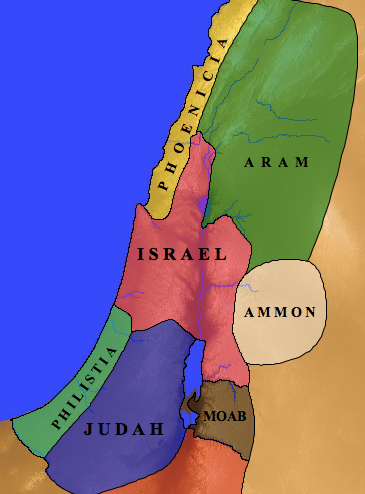 PHOENICIA
ARAM
ISRAEL
AMMON
PHILISTIA
MOAB
JUDAH